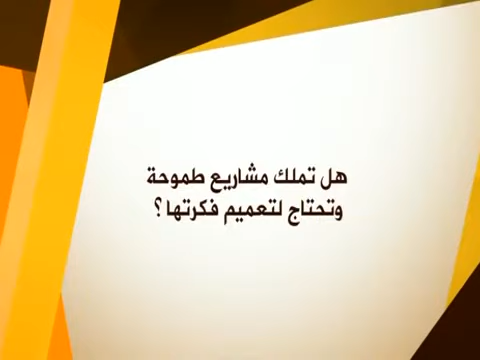 هل تملك مشاريع طموحة
وتحتاج لتعميم فكرتها ؟